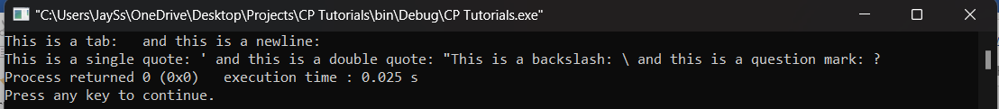 "C:\Users\JaySs\OneDrive\Desktop\Projects\CP Tutorials\bin\Debug\CP Tutorials.exe"
This is a tab:   and this is a newline:
This is a single quote: ' and this is a double quote: "This is a backslash: \ and this is a question mark: ?
Process returned 0 (0x0)   execution time : 0.025 s
Press any key to continue.